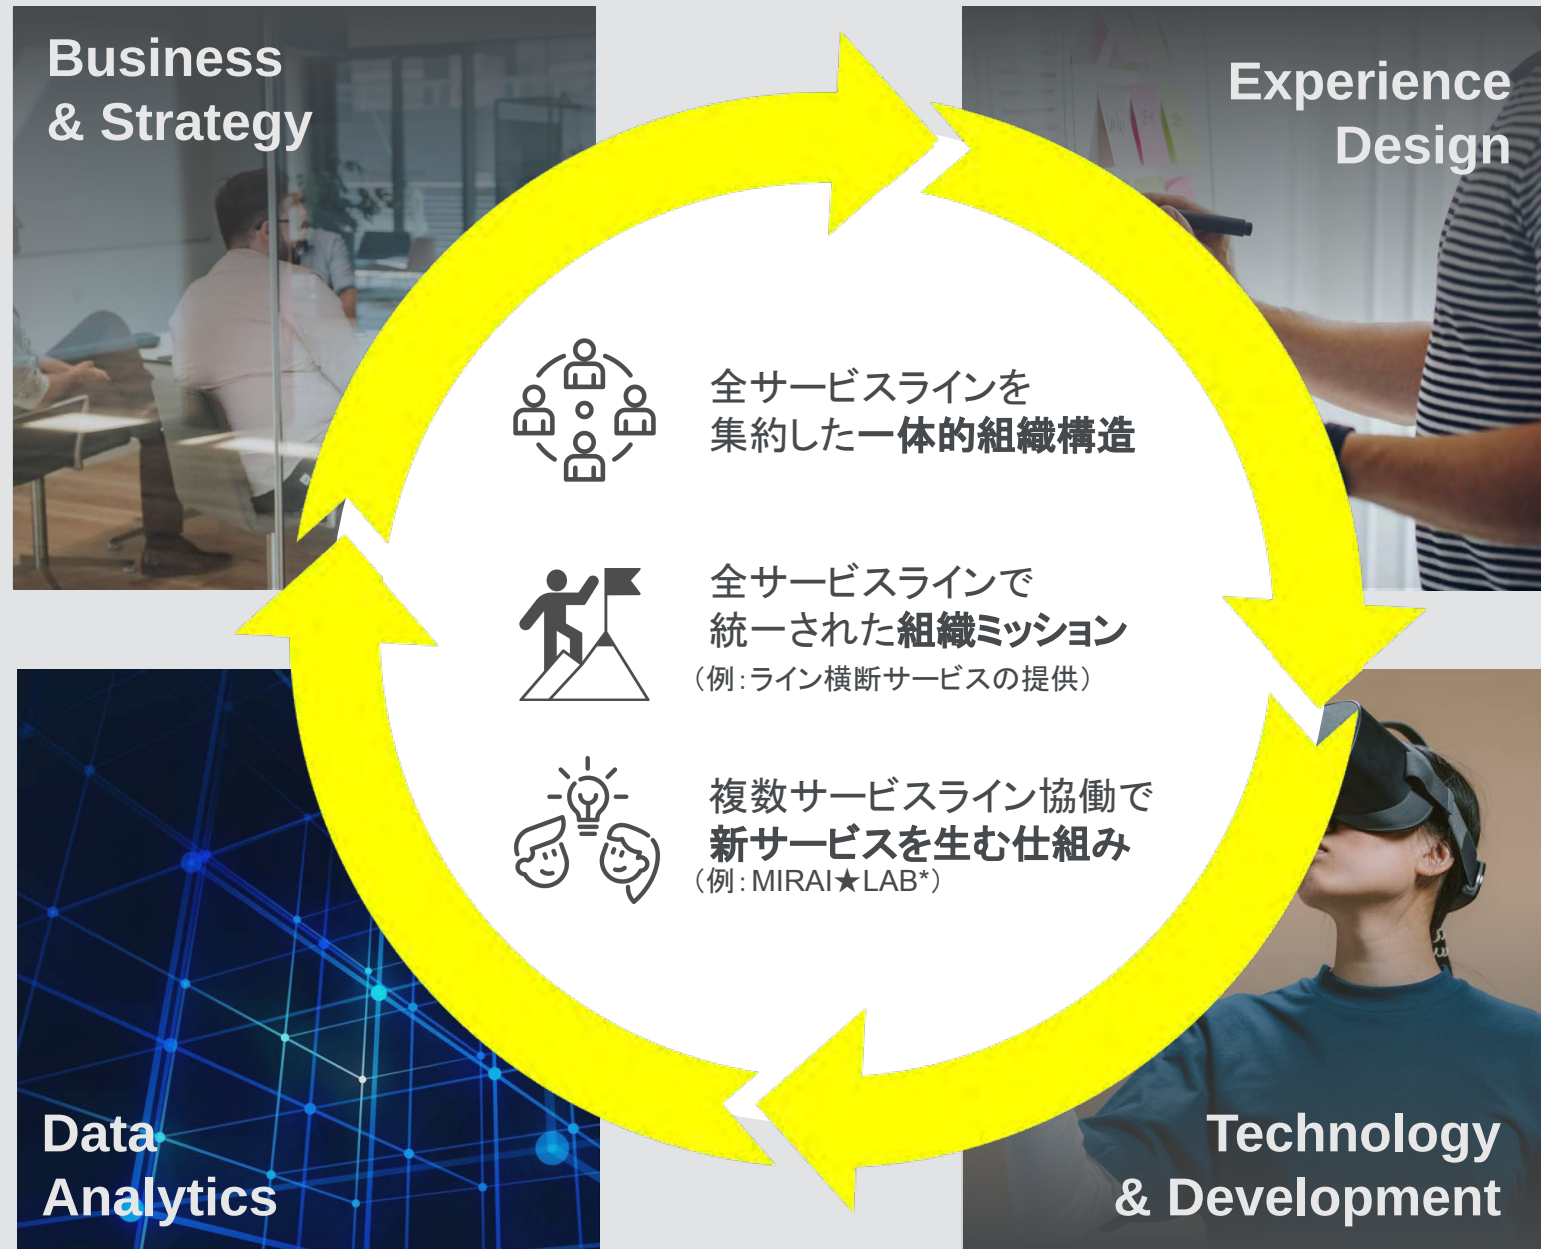 Business
& Strategy
Experience
Design
全サービスラインを
集約した一体的組織構造
全サービスラインで
統一された組織ミッション
（例：ライン横断サービスの提供）
複数サービスライン協働で
新サービスを生む仕組み
（例：MIRAI★LAB*）
Data
Analytics
Technology
& Development